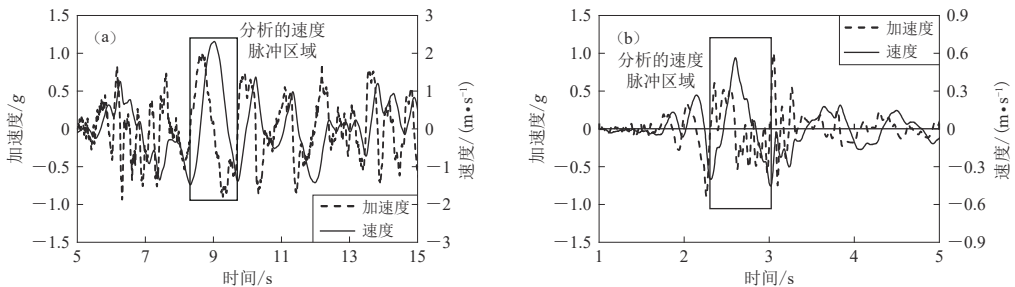 1.5
1.0
0.5
0
−0.5
−1.0
−1.5
加速度/g
(a)
分析的速度
脉冲区域
加速度
速度
3
2
1
0
−1
−2
−3
速度/(m•s⁻¹)
5 7 9 11 13 15
时间/s
1.5
1.0
0.5
0
−0.5
−1.0
−1.5
加速度/g
(b)
分析的速度
脉冲区域
加速度
速度
0.9
0.6
0.3
0
−0.3
−0.6
−0.9
速度/(m•s⁻¹)
1 2 3 4 5
时间/s